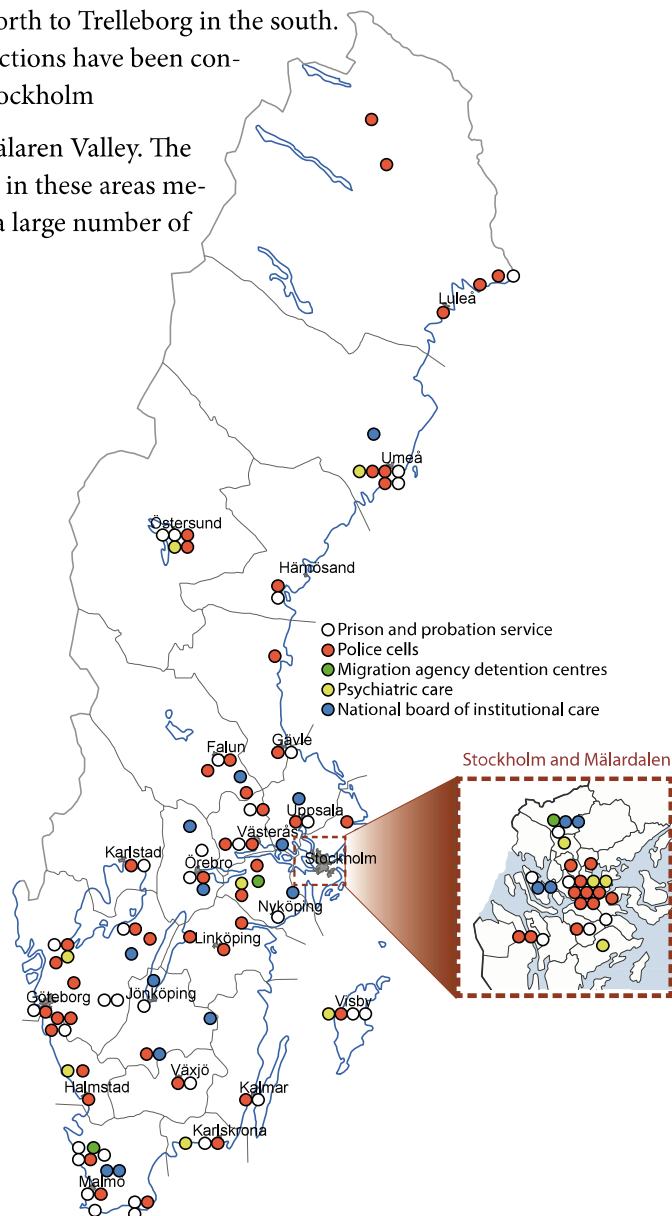 orth to Trelleborg in the south.
ctions have been con-
ockholm
älaren Valley. The
in these areas me-
a large number of
Luleå
Umeå
Östersund
Hämösand
Prison and probation service
Police cells
Migration agency detention centres
Psychiatric care
National board of institutional care
Falun
Gävle
Stockholm and Mälardalen
Uppsala
Västerås
Karlstad
Örebro
Stockholm
Nyköping
Linköping
Göteborg
Jönköping
Visby
Växjö
Halmstad
Kalmar
Karlskrona
Malmö